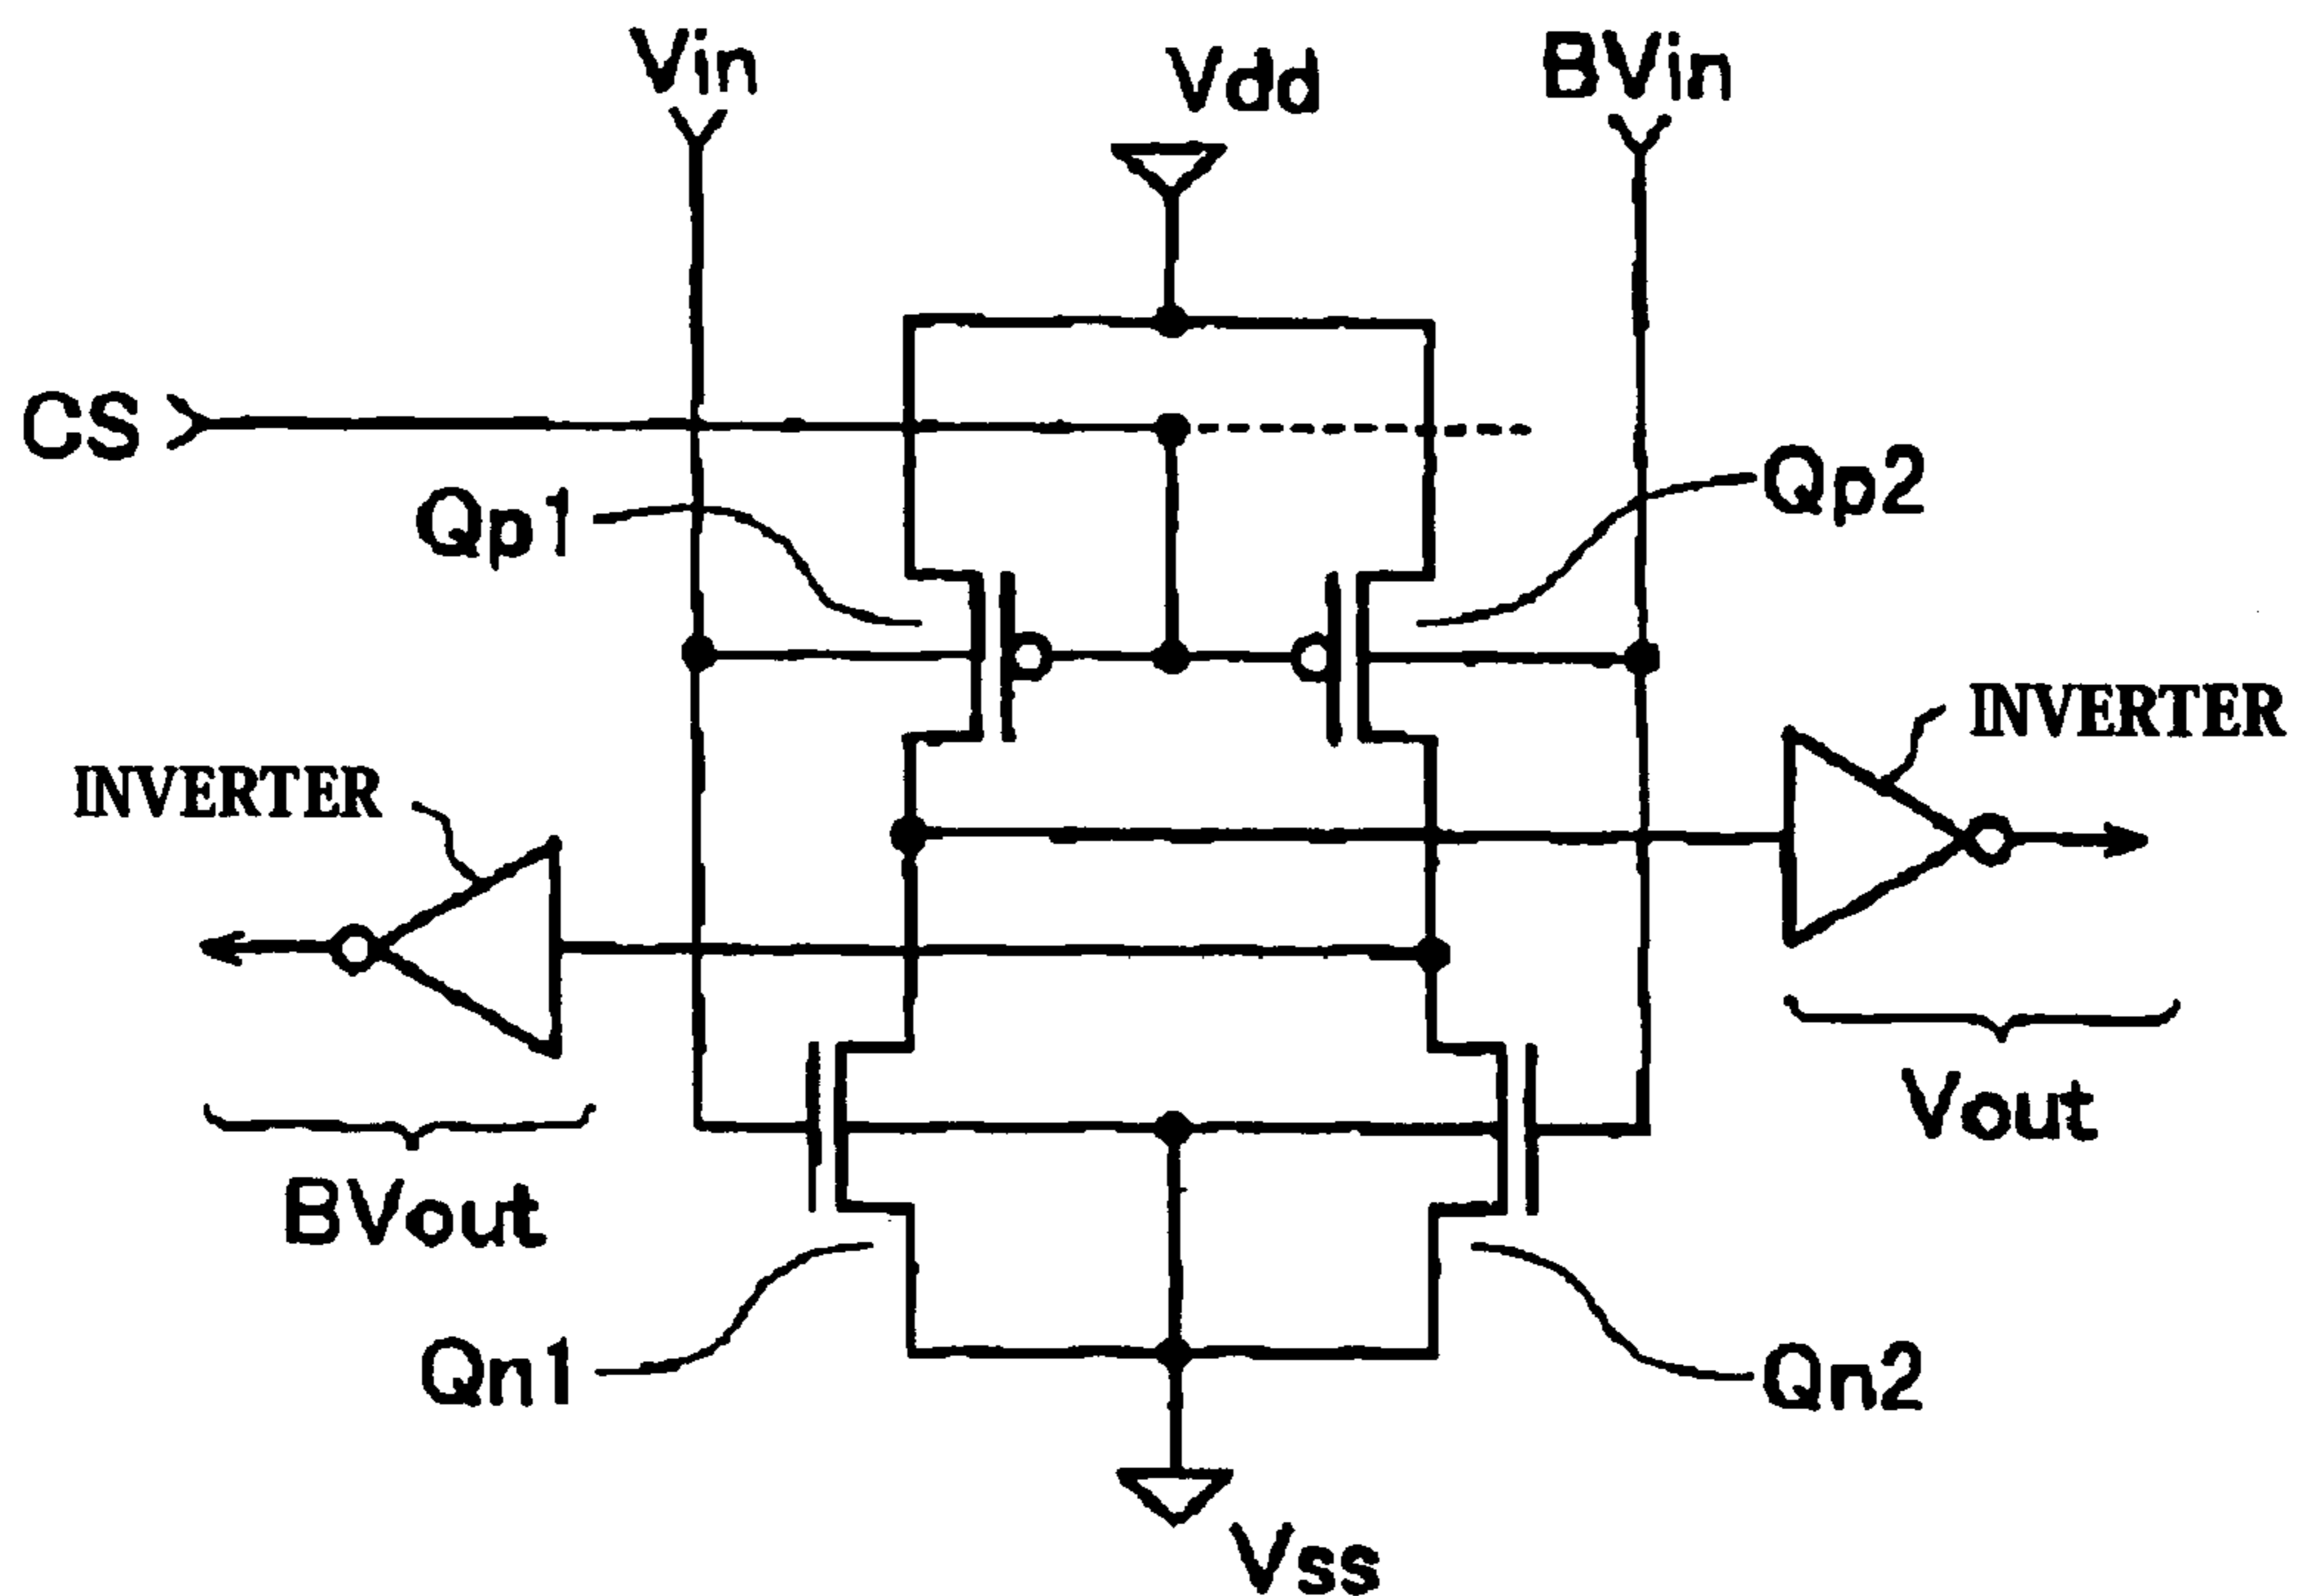 Vin
Vdd
BVin
CS
Qp1
Qp2
INVERTER
INVERTER
Vout
BVout
Qn1
Qn2
Vss